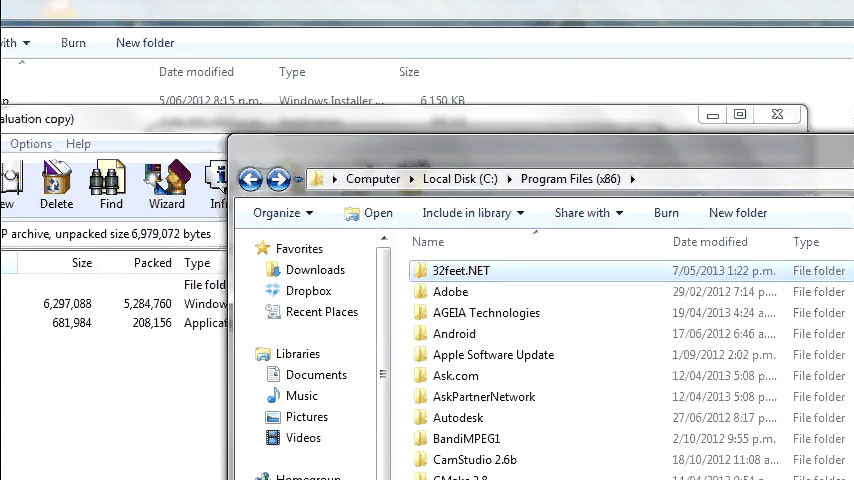 with Burn New folder
Date modified Type Size
5/06/2012 8:15 p.m. Windows Installer ... 6,150 KB
aluation copy)
Options Help
Delete Find Wizard Inf
P archive, unpacked size 6,979,072 bytes
Size Packed Type
File fold
6,297,088 5,284,760 Window
681,984 208,156 Applicat
Computer Local Disk (C:) Program Files (x86)
Organize Open Include in library Share with Burn New folder
Name Date modified Type
Favorites
Downloads
Dropbox
Recent Places
Libraries
Documents
Music
Pictures
Videos
Homegroup
32feet.NET 7/05/2013 1:22 p.m. File folder
Adobe 29/02/2012 7:14 p.... File folder
AGEIA Technologies 19/04/2013 4:24 a.... File folder
Android 17/06/2012 6:46 a.... File folder
Apple Software Update 1/09/2012 2:02 p.m. File folder
Ask.com 12/04/2013 5:08 p.... File folder
AskPartnerNetwork 12/04/2013 5:08 p.... File folder
Autodesk 27/06/2012 8:17 p.... File folder
BandiMPEG1 2/10/2012 9:55 p.m. File folder
CamStudio 2.6b 18/10/2012 11:08 a... File folder